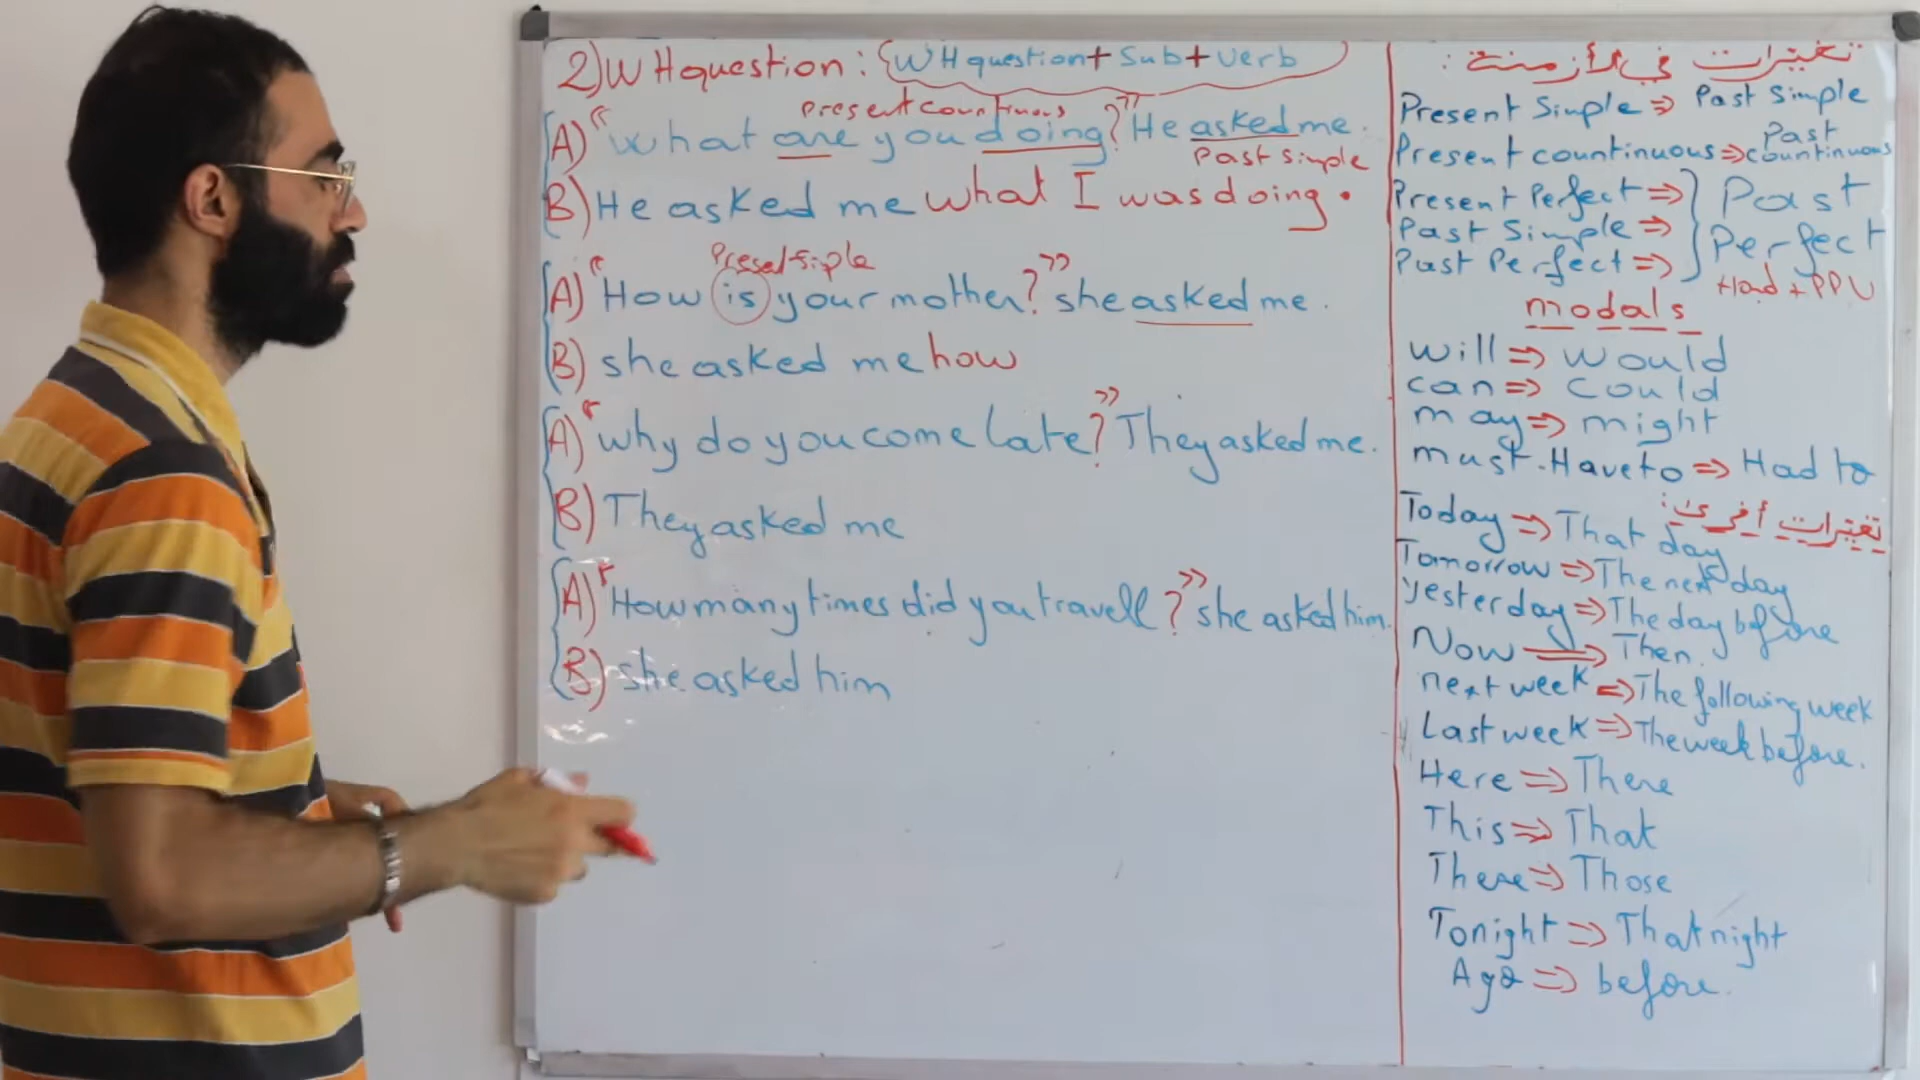 2) WH question : WH question + Sub + verb
present countinuous
A) "What are you doing?" He asked me.
Past Simple
B) He asked me what I was doing.
Presetsiple
A) "How is your mother?" she asked me.
B) she asked me how
A) "why do you come late?" They asked me.
B) They asked me
A) "How many times did you travell?" she asked him.
B) she asked him
تغيرات في الأزمنة :
Present Simple => Past Simple
Present countinuous => Past countinuous
Present Perfect =>
Past Simple =>
Past Perfect =>
Past Perfect
Had + PPV
modals
will => would
can => could
may => might
must . Have to => Had to
تغيرات أخرى :
Today => That day
Tomorrow => The next day
yesterday => The day before
Now => Then.
next week => The following week
Last week => The week before.
Here => There
This => That
These => Those
Tonight => That night
Ago => before.